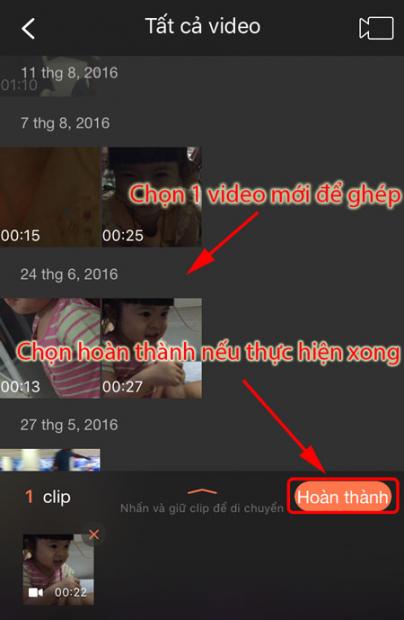 Tất cả video
11 thg 8, 2016
01:10
7 thg 8, 2016
Chọn 1 video mới để ghép
00:15
00:25
24 thg 6, 2016
Chọn hoàn thành nếu thực hiện xong
00:13
00:27
27 thg 5, 2016
1 clip
Hoàn thành
Nhấn và giữ clip để di chuyển
00:22